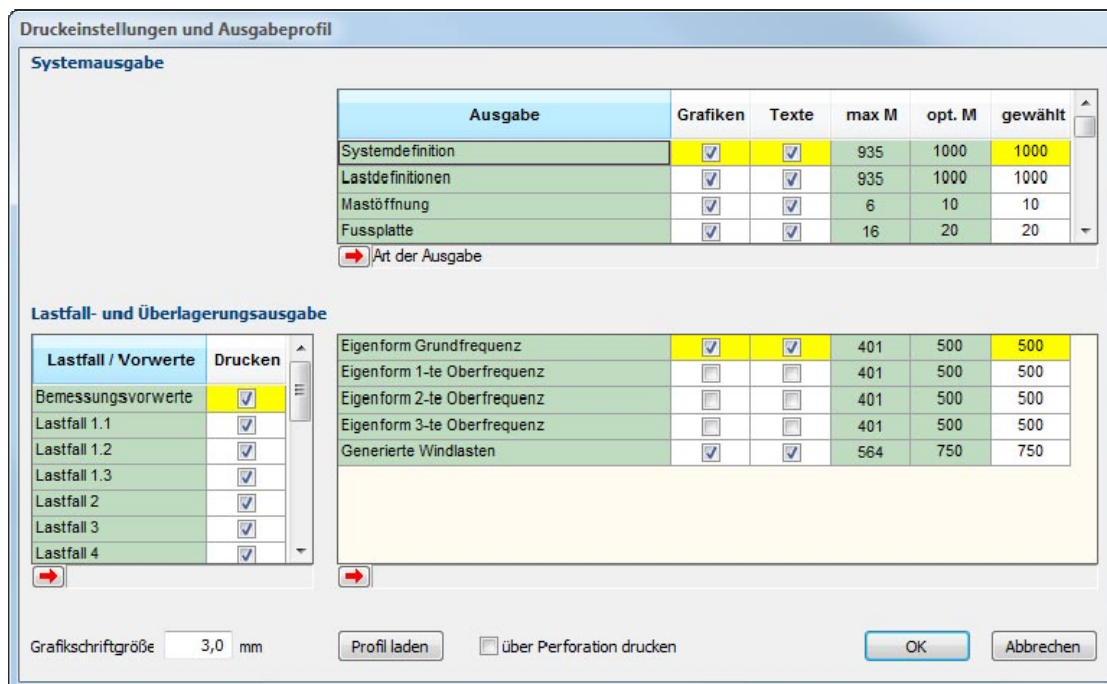 Druckeinstellungen und Ausgabeprofil
Systemausgabe
Ausgabe Grafiken Texte max M opt. M gewählt
Systemdefinition 935 1000 1000
Lastdefinitionen 935 1000 1000
Mastöffnung 6 10 10
Fussplatte 16 20 20
Art der Ausgabe
Lastfall- und Überlagerungsausgabe
Lastfall / Vorwerte Drucken
Bemessungsvorwerte
Lastfall 1.1
Lastfall 1.2
Lastfall 1.3
Lastfall 2
Lastfall 3
Lastfall 4
Eigenform Grundfrequenz 401 500 500
Eigenform 1-te Oberfrequenz 401 500 500
Eigenform 2-te Oberfrequenz 401 500 500
Eigenform 3-te Oberfrequenz 401 500 500
Generierte Windlasten 564 750 750
Grafikschriftgröße 3,0 mm
Profil laden
über Perforation drucken
OK
Abbrechen